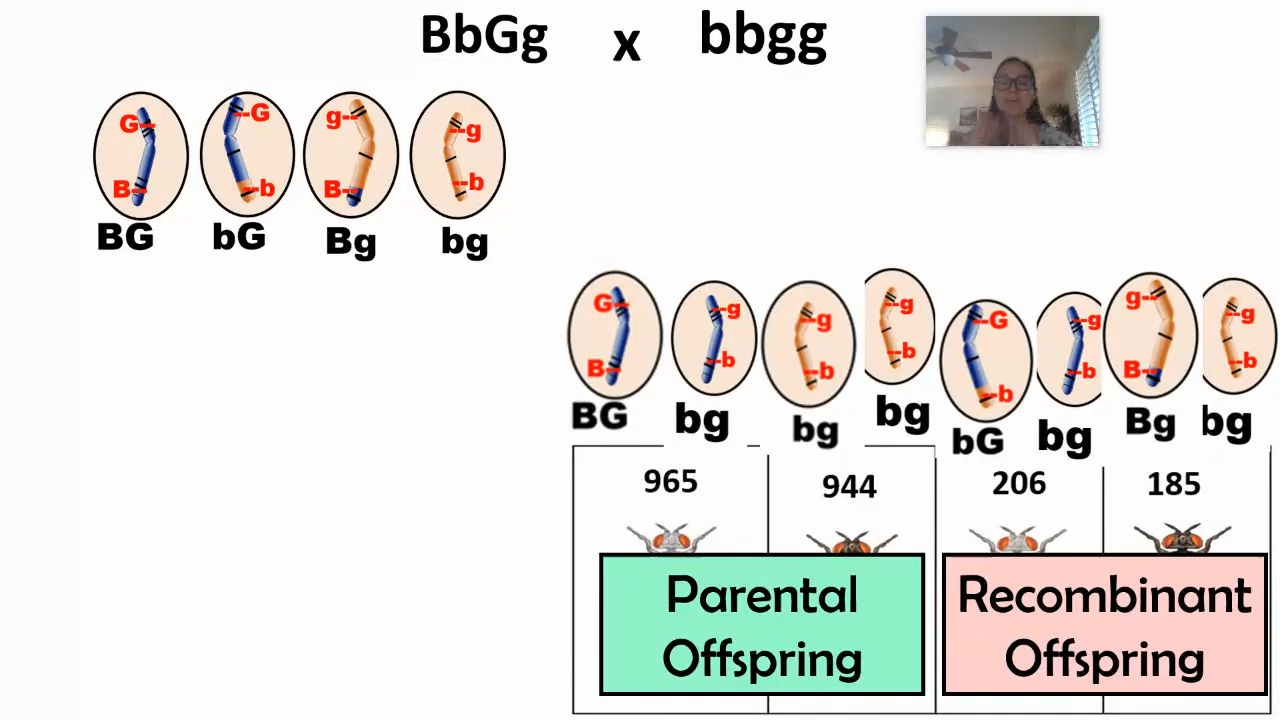 BbGg x bbgg
G-- --G g-- --g
B-- --b B-- --b
BG bG Bg bg
G-- --g --g --g --G --g g-- --g
B-- --b --b --b --b --b B-- --b
BG bg bg bg bG bg Bg bg
965 944 206 185
Parental Recombinant
Offspring Offspring